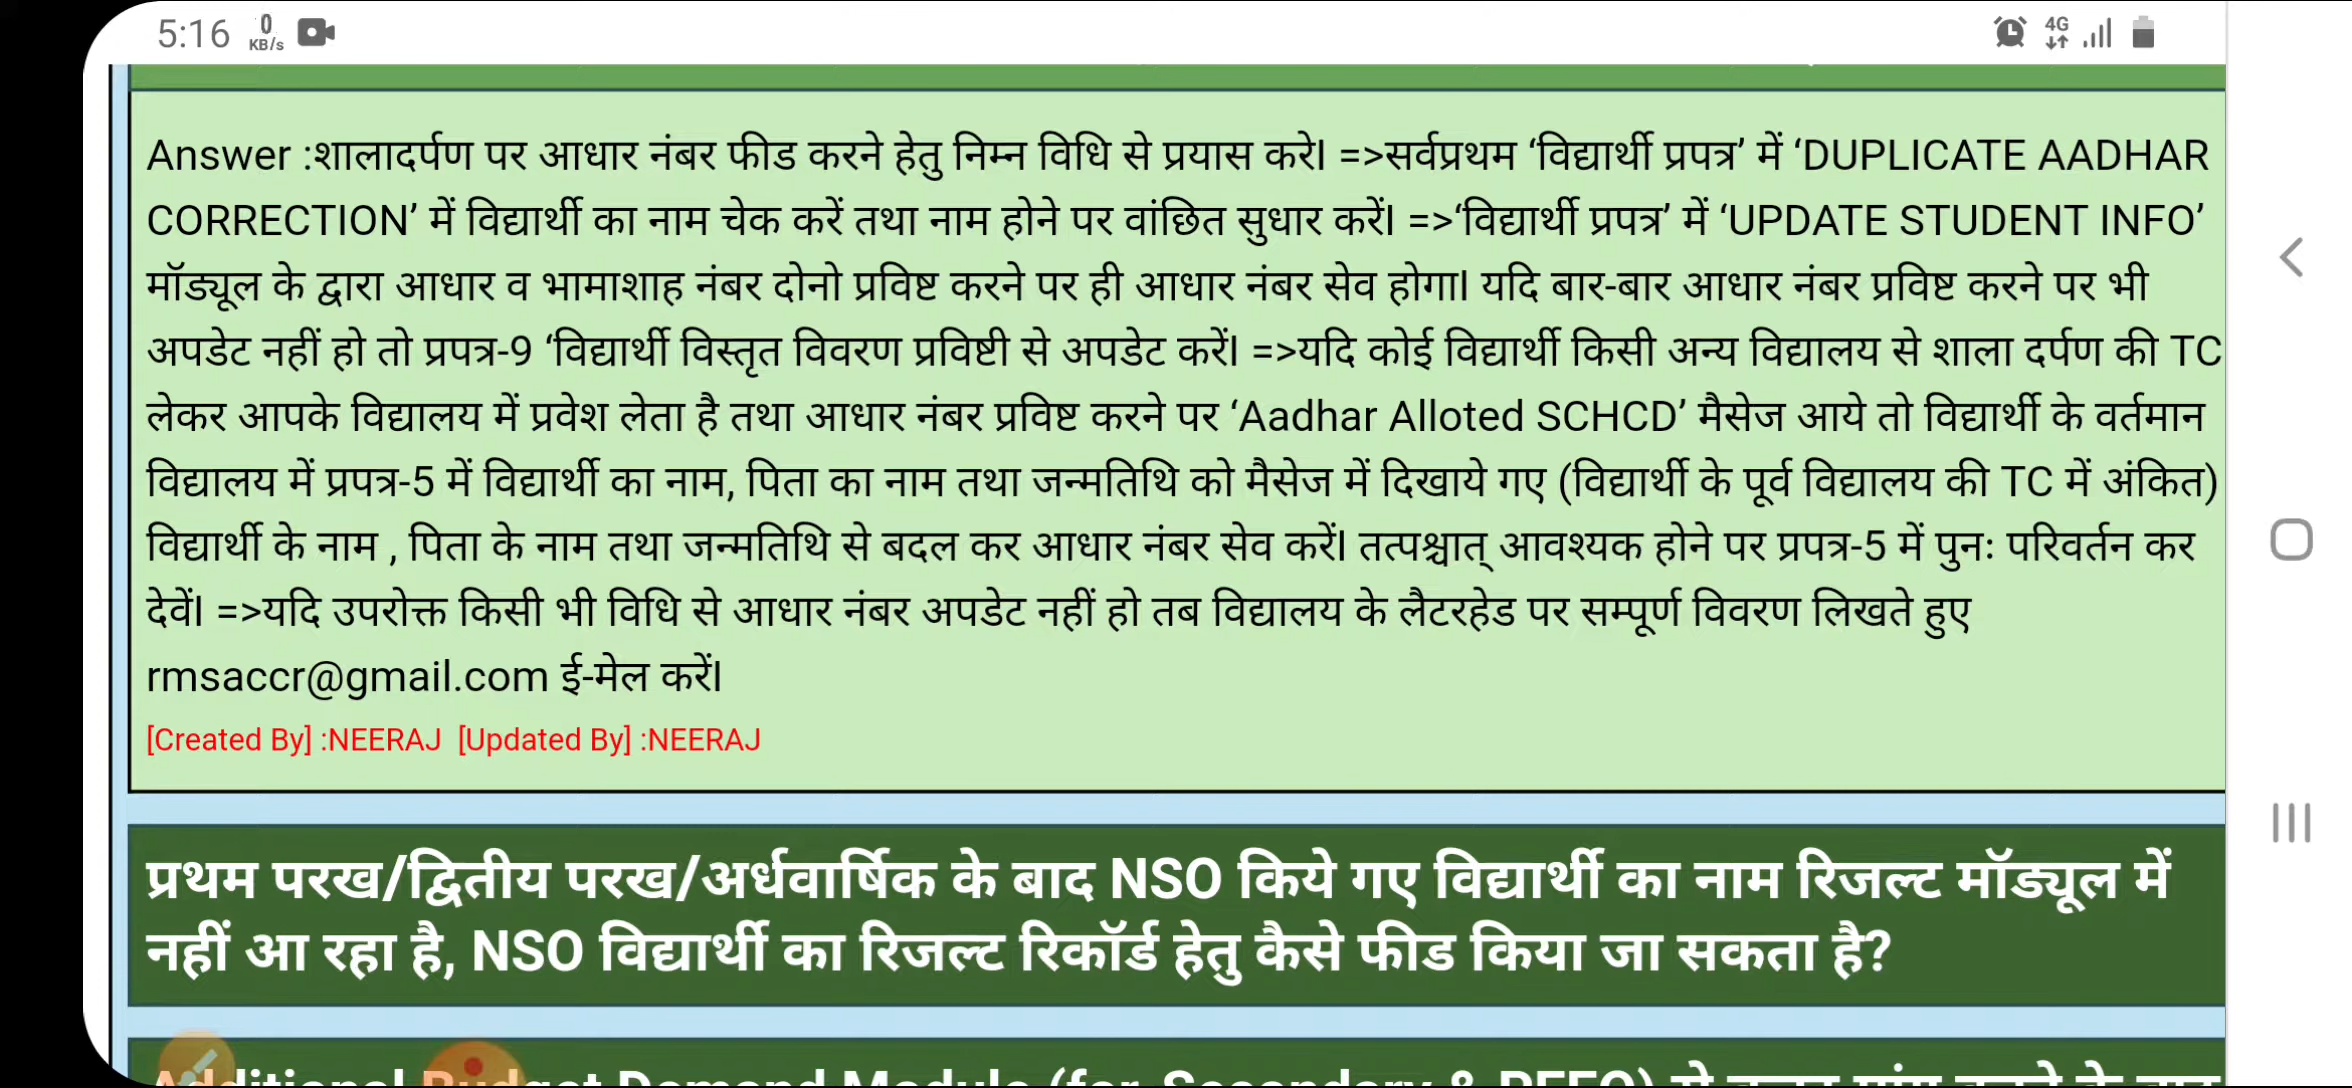 5:16 0 KB/s 4G
Answer :शालादर्पण पर आधार नंबर फीड करने हेतु निम्न विधि से प्रयास करे। =>सर्वप्रथम ‘विद्यार्थी प्रपत्र’ में ‘DUPLICATE AADHAR
CORRECTION’ में विद्यार्थी का नाम चेक करें तथा नाम होने पर वांछित सुधार करें। =>‘विद्यार्थी प्रपत्र’ में ‘UPDATE STUDENT INFO’
मॉड्यूल के द्वारा आधार व भामाशाह नंबर दोनो प्रविष्ट करने पर ही आधार नंबर सेव होगा। यदि बार-बार आधार नंबर प्रविष्ट करने पर भी
अपडेट नहीं हो तो प्रपत्र-9 ‘विद्यार्थी विस्तृत विवरण प्रविष्टी से अपडेट करें। =>यदि कोई विद्यार्थी किसी अन्य विद्यालय से शाला दर्पण की TC
लेकर आपके विद्यालय में प्रवेश लेता है तथा आधार नंबर प्रविष्ट करने पर ‘Aadhar Alloted SCHCD’ मैसेज आये तो विद्यार्थी के वर्तमान
विद्यालय में प्रपत्र-5 में विद्यार्थी का नाम, पिता का नाम तथा जन्मतिथि को मैसेज में दिखाये गए (विद्यार्थी के पूर्व विद्यालय की TC में अंकित)
विद्यार्थी के नाम , पिता के नाम तथा जन्मतिथि से बदल कर आधार नंबर सेव करें। तत्पश्चात् आवश्यक होने पर प्रपत्र-5 में पुनः परिवर्तन कर
देवें। =>यदि उपरोक्त किसी भी विधि से आधार नंबर अपडेट नहीं हो तब विद्यालय के लैटरहेड पर सम्पूर्ण विवरण लिखते हुए
rmsaccr@gmail.com ई-मेल करें।
[Created By] :NEERAJ [Updated By] :NEERAJ
प्रथम परख/द्वितीय परख/अर्धवार्षिक के बाद NSO किये गए विद्यार्थी का नाम रिजल्ट मॉड्यूल में
नहीं आ रहा है, NSO विद्यार्थी का रिजल्ट रिकॉर्ड हेतु कैसे फीड किया जा सकता है?
Additional Budget Demand Module (for Secondary &